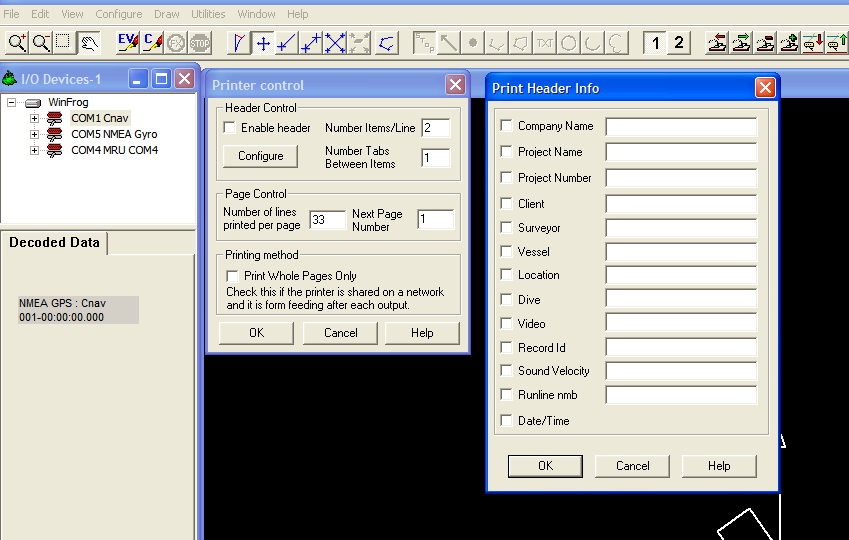 File Edit View Configure Draw Utilities Window Help
EV C FX STOP STOP TXT 1 2
I/O Devices-1
WinFrog
COM1 Cnav
COM5 NMEA Gyro
COM4 MRU COM4
Decoded Data
NMEA GPS : Cnav
001-00:00:00.000
Printer control
Header Control
Enable header Number Items/Line 2
Configure Number Tabs
Between Items 1
Page Control
Number of lines
printed per page 33 Next Page
Number 1
Printing method
Print Whole Pages Only
Check this if the printer is shared on a network
and it is form feeding after each output.
OK Cancel Help
Print Header Info
Company Name
Project Name
Project Number
Client
Surveyor
Vessel
Location
Dive
Video
Record Id
Sound Velocity
Runline nmb
Date/Time
OK Cancel Help